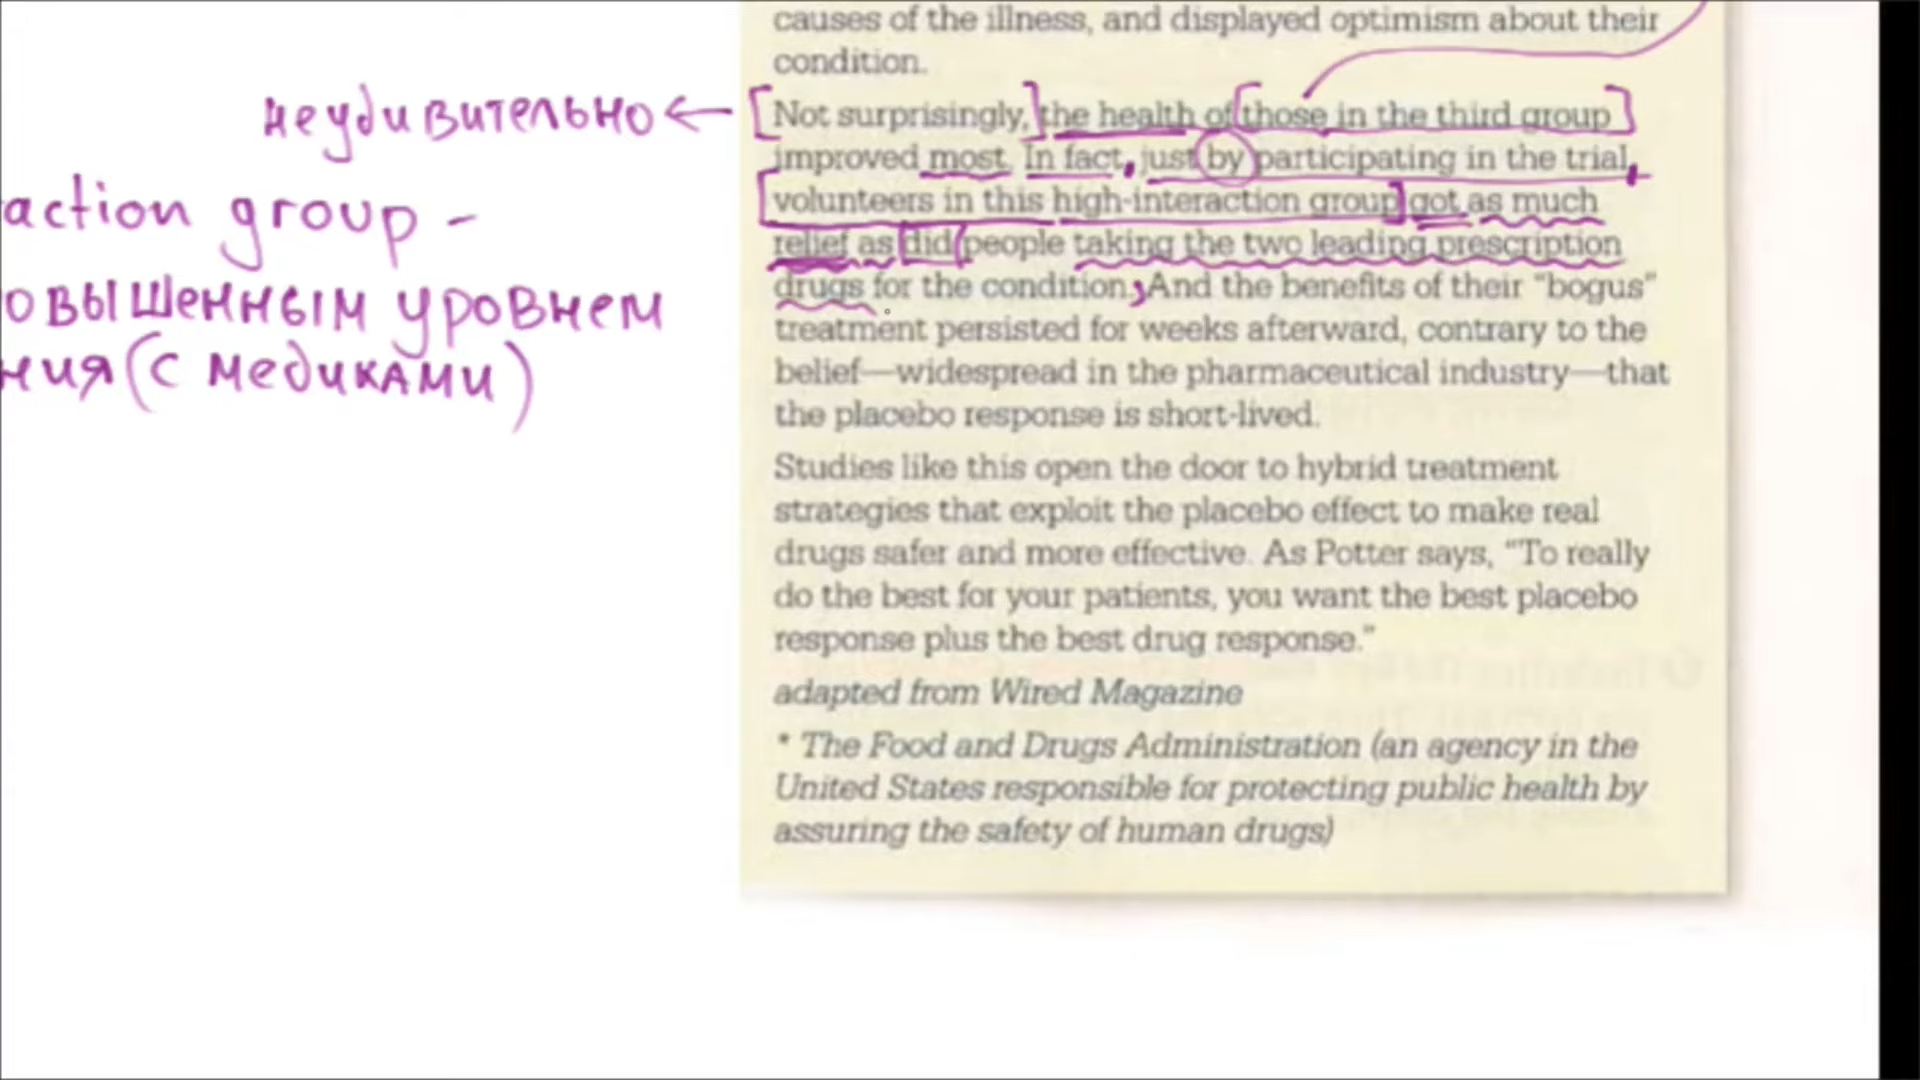 causes of the illness, and displayed optimism about their
condition.
неудивительно ← Not surprisingly, the health of those in the third group
improved most. In fact, just by participating in the trial,
volunteers in this high-interaction group got as much
relief as did people taking the two leading prescription
drugs for the condition. And the benefits of their “bogus”
treatment persisted for weeks afterward, contrary to the
belief—widespread in the pharmaceutical industry—that
the placebo response is short-lived.
Studies like this open the door to hybrid treatment
strategies that exploit the placebo effect to make real
drugs safer and more effective. As Potter says, “To really
do the best for your patients, you want the best placebo
response plus the best drug response.”
adapted from Wired Magazine
* The Food and Drugs Administration (an agency in the
United States responsible for protecting public health by
assuring the safety of human drugs)
action group -
овышенным уровнем
ния (с медиками)